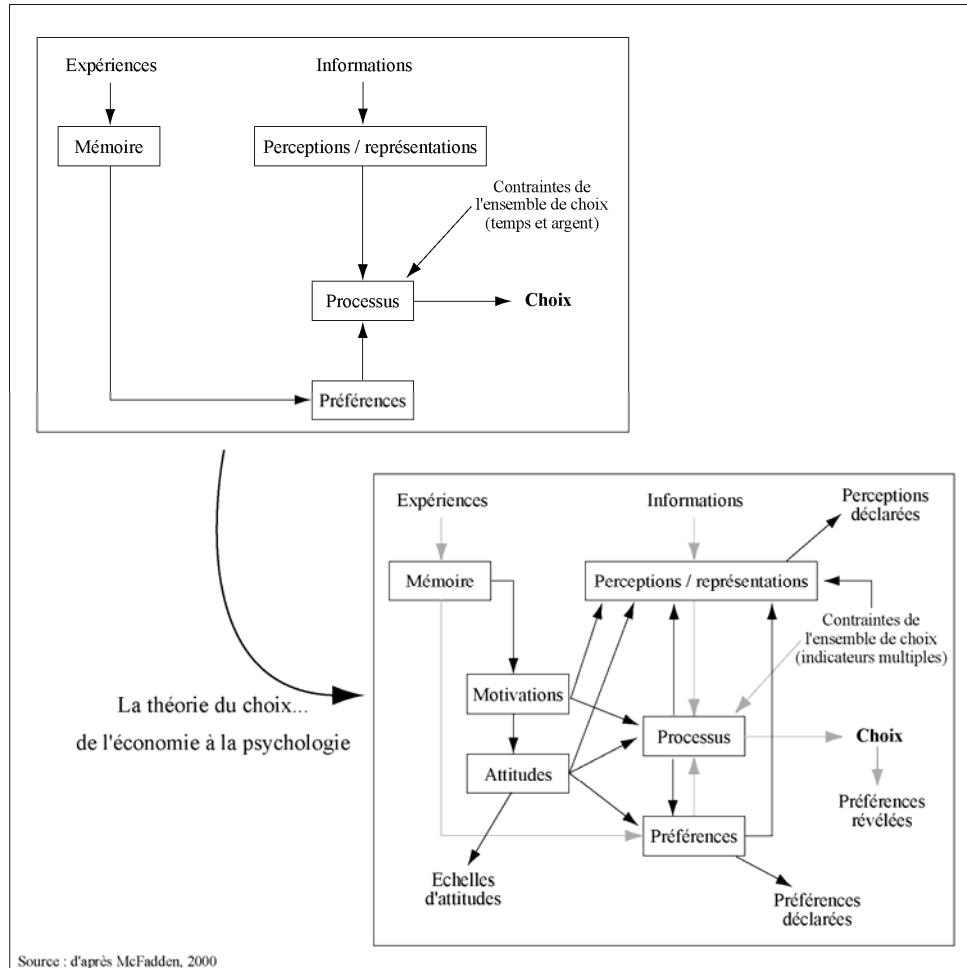 Expériences
Informations
Mémoire
Perceptions / représentations
Contraintes de
l'ensemble de choix
(temps et argent)
Processus
Choix
Préférences
La théorie du choix...
de l'économie à la psychologie
Expériences
Informations
Perceptions
déclarées
Mémoire
Perceptions / représentations
Contraintes de
l'ensemble de choix
(indicateurs multiples)
Motivations
Processus
Choix
Attitudes
Préférences
révélées
Préférences
Echelles
d'attitudes
Préférences
déclarées
Source : d'après McFadden, 2000